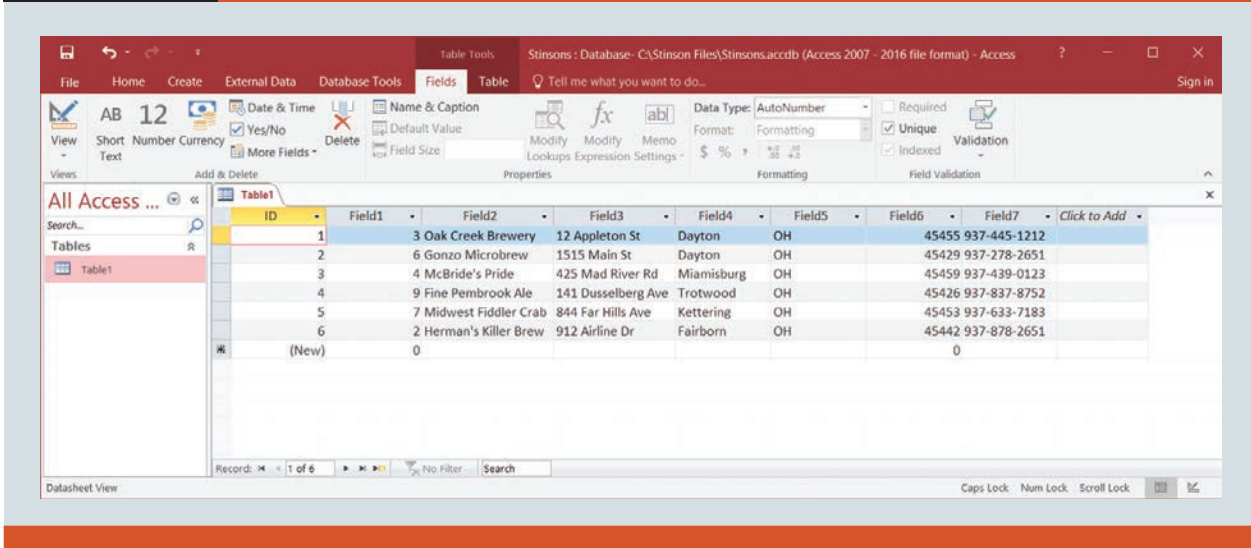 Table Tools Stinsons : Database- C:\Stinson Files\Stinsons.accdb (Access 2007 - 2016 file format) - Access ?
File Home Create External Data Database Tools Fields Table Tell me what you want to do... Sign in
AB 12 Date & Time Name & Caption fx ab Data Type: AutoNumber Required
Yes/No Default Value Format: Formatting Unique
View Short Number Currency More Fields Delete Field Size Modify Modify Memo $ % , Indexed Validation
Text Lookups Expression Settings
Views Add & Delete Properties Formatting Field Validation
All Access ... « Table1 x
Search... ID Field1 Field2 Field3 Field4 Field5 Field6 Field7 Click to Add
1 3 Oak Creek Brewery 12 Appleton St Dayton OH 45455 937-445-1212
Tables 2 6 Gonzo Microbrew 1515 Main St Dayton OH 45429 937-278-2651
Table1 3 4 McBride's Pride 425 Mad River Rd Miamisburg OH 45459 937-439-0123
4 9 Fine Pembrook Ale 141 Dusselberg Ave Trotwood OH 45426 937-837-8752
5 7 Midwest Fiddler Crab 844 Far Hills Ave Kettering OH 45453 937-633-7183
6 2 Herman's Killer Brew 912 Airline Dr Fairborn OH 45442 937-878-2651
(New) 0 0
Record: 1 of 6 No Filter Search
Datasheet View Caps Lock Num Lock Scroll Lock